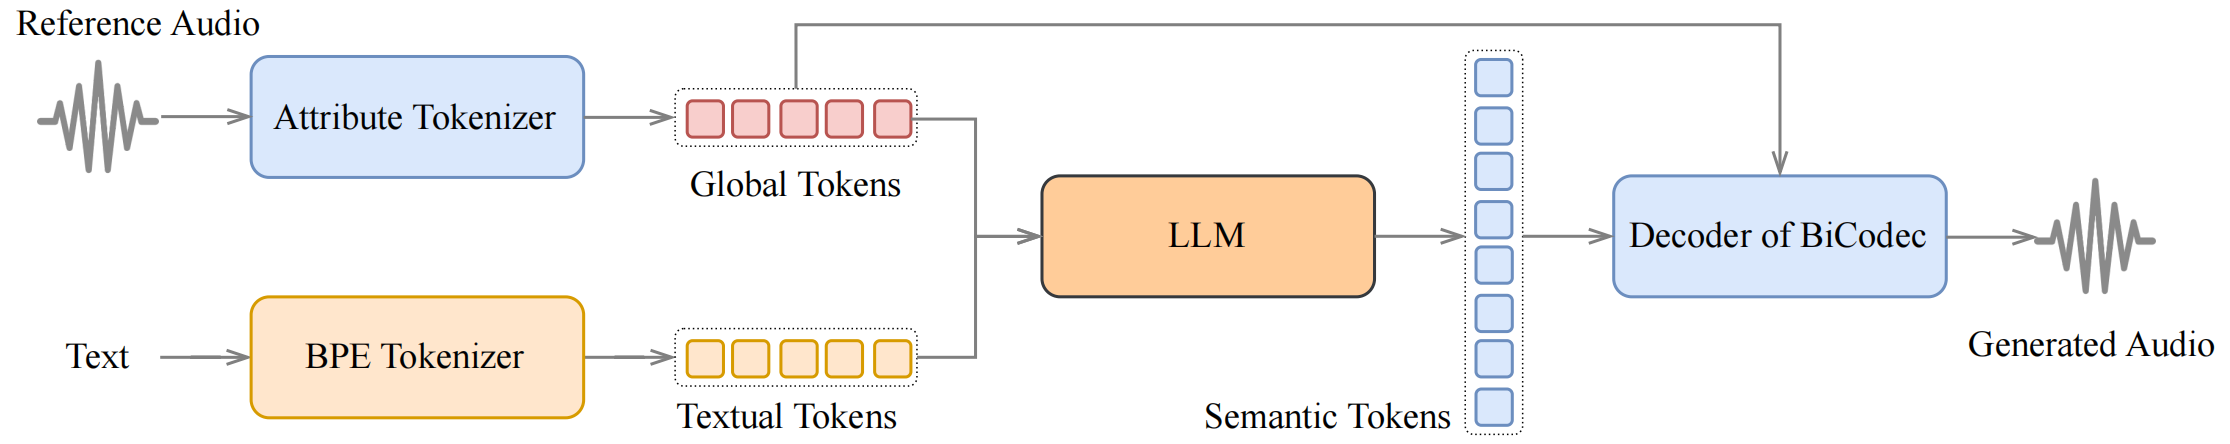 Reference Audio
Attribute Tokenizer
Global Tokens
LLM
Decoder of BiCodec
Text
BPE Tokenizer
Textual Tokens
Semantic Tokens
Generated Audio